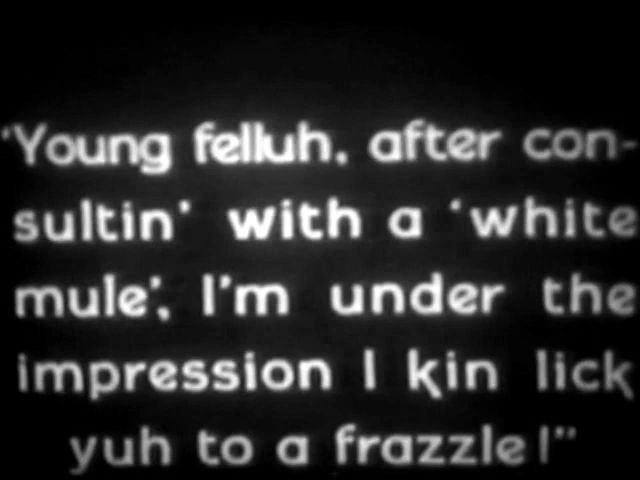 'Young felluh, after con-
sultin' with a 'white
mule', I'm under the
impression I kin lick
yuh to a frazzle!"